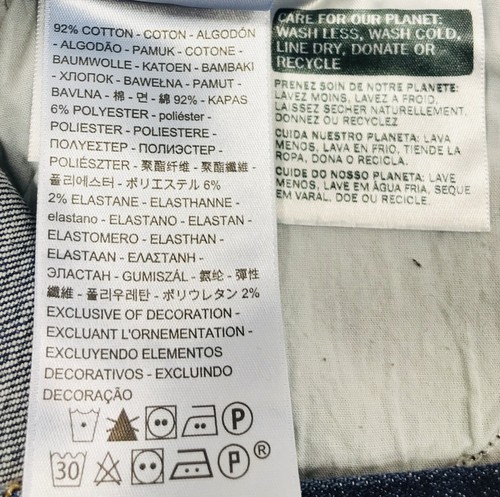 92% COTTON - COTON - ALGODÓN
- ALGODÃO - PAMUK - COTONE -
BAUMWOLLE - KATOEN - BAMBAKI
- ХЛОПОК - BAWEŁNA - PAMUT -
BAVLNA - 棉 - 면 - 綿 92% - KAPAS
6% POLYESTER - poliéster -
POLIESTER - POLIESTERE -
ΠΟΛΥΕΣΤΕΡ - ПОЛИЭСТЕР -
POLIÉSZTER - 聚酯纤维 - 聚酯纖維 -
폴리에스터 - ポリエステル 6%
2% ELASTANE - ELASTHANNE -
elastano - ELASTANO - ELASTAN -
ELASTOMERO - ELASTHAN -
ELASTAAN - ΕΛΑΣΤΑΝΗ -
ЭЛАСТАН - GUMISZÁL - 氨纶 - 彈性
纖維 - 폴리우레탄 - ポリウレタン 2%
EXCLUSIVE OF DECORATION -
EXCLUANT L'ORNEMENTATION -
EXCLUYENDO ELEMENTOS
DECORATIVOS - EXCLUINDO
DECORAÇÃO
P
30 P ®
CARE FOR OUR PLANET:
WASH LESS, WASH COLD,
LINE DRY, DONATE OR
RECYCLE
PRENEZ SOIN DE NOTRE PLANETE:
LAVEZ MOINS, LAVEZ A FROID,
LAISSEZ SECHER NATURELLEMENT,
DONNEZ OU RECYCLEZ
CUIDA NUESTRO PLANETA: LAVA
MENOS, LAVA EN FRIO, TIENDE LA
ROPA, DONA O RECICLA.
CUIDE DO NOSSO PLANETA: LAVE
MENOS, LAVE EM ÁGUA FRIA, SEQUE
EM VARAL, DOE OU RECICLE.